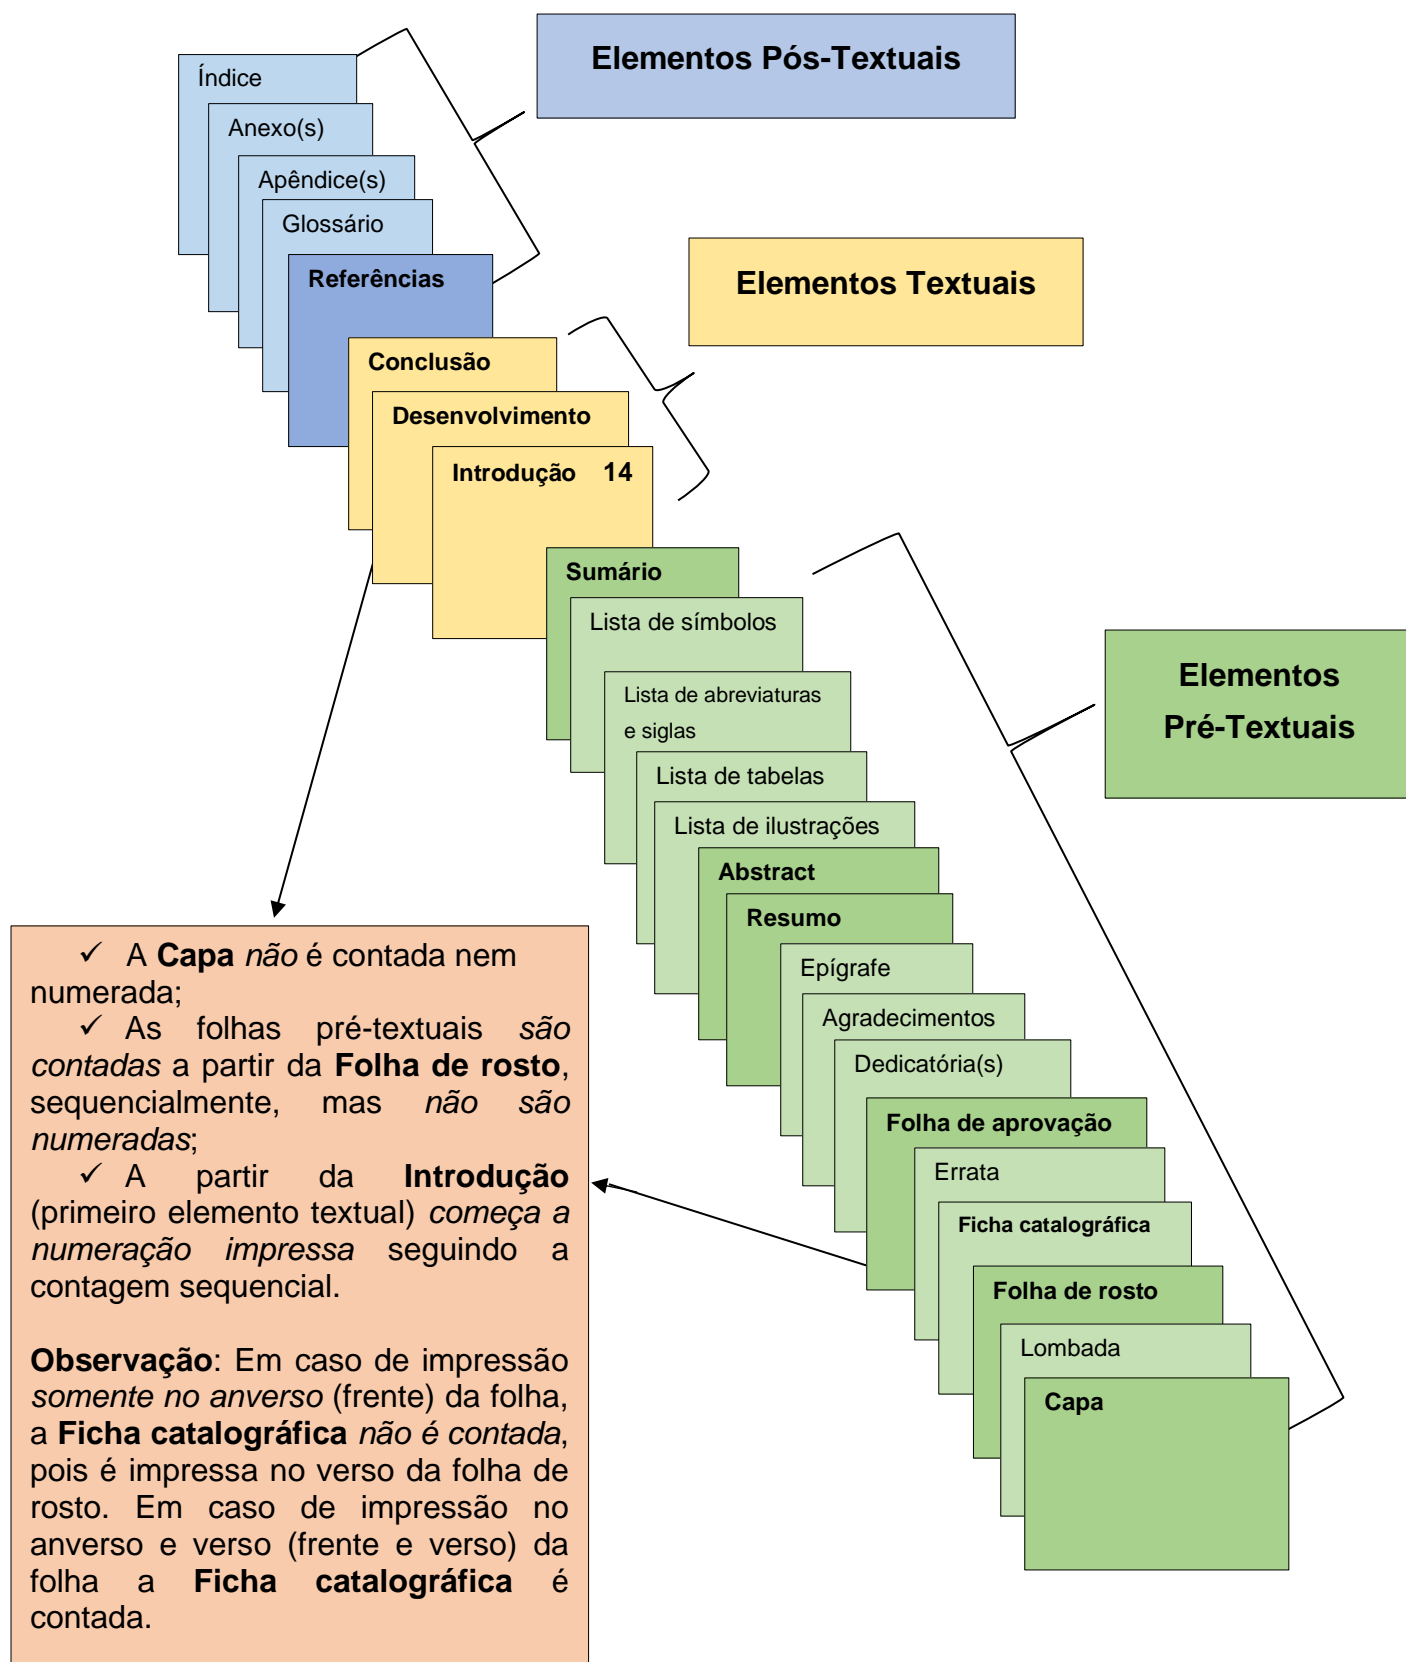 Elementos Pós-Textuais
Índice
Anexo(s)
Apêndice(s)
Glossário
Referências
Elementos Textuais
Conclusão
Desenvolvimento
Introdução 14
Sumário
Lista de símbolos
Lista de abreviaturas
e siglas
Lista de tabelas
Lista de ilustrações
Abstract
Resumo
Epígrafe
Agradecimentos
Dedicatória(s)
Folha de aprovação
Errata
Ficha catalográfica
Folha de rosto
Lombada
Capa
Elementos
Pré-Textuais
✓ A Capa não é contada nem
numerada;
✓ As folhas pré-textuais são
contadas a partir da Folha de rosto,
sequencialmente, mas não são
numeradas;
✓ A partir da Introdução
(primeiro elemento textual) começa a
numeração impressa seguindo a
contagem sequencial.
Observação: Em caso de impressão
somente no anverso (frente) da folha,
a Ficha catalográfica não é contada,
pois é impressa no verso da folha de
rosto. Em caso de impressão no
anverso e verso (frente e verso) da
folha a Ficha catalográfica é
contada.